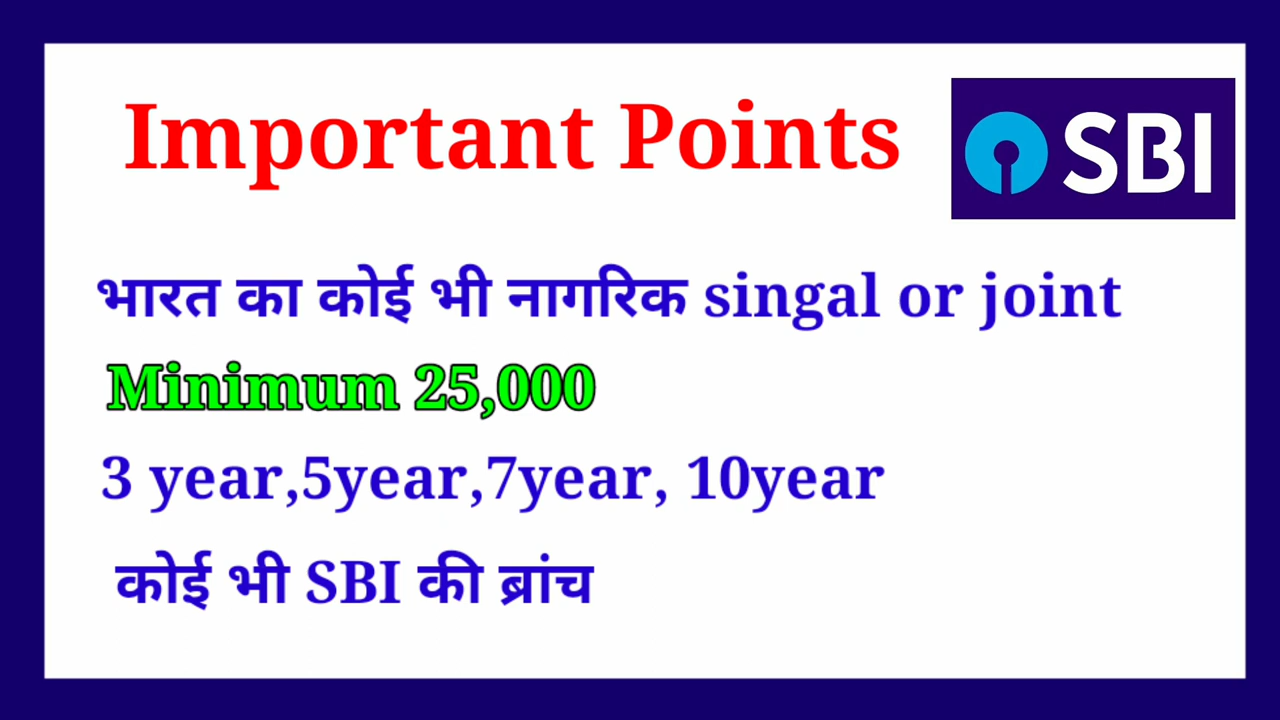 Important Points
SBI
भारत का कोई भी नागरिक singal or joint
Minimum 25,000
3 year,5year,7year, 10year
कोई भी SBI की ब्रांच